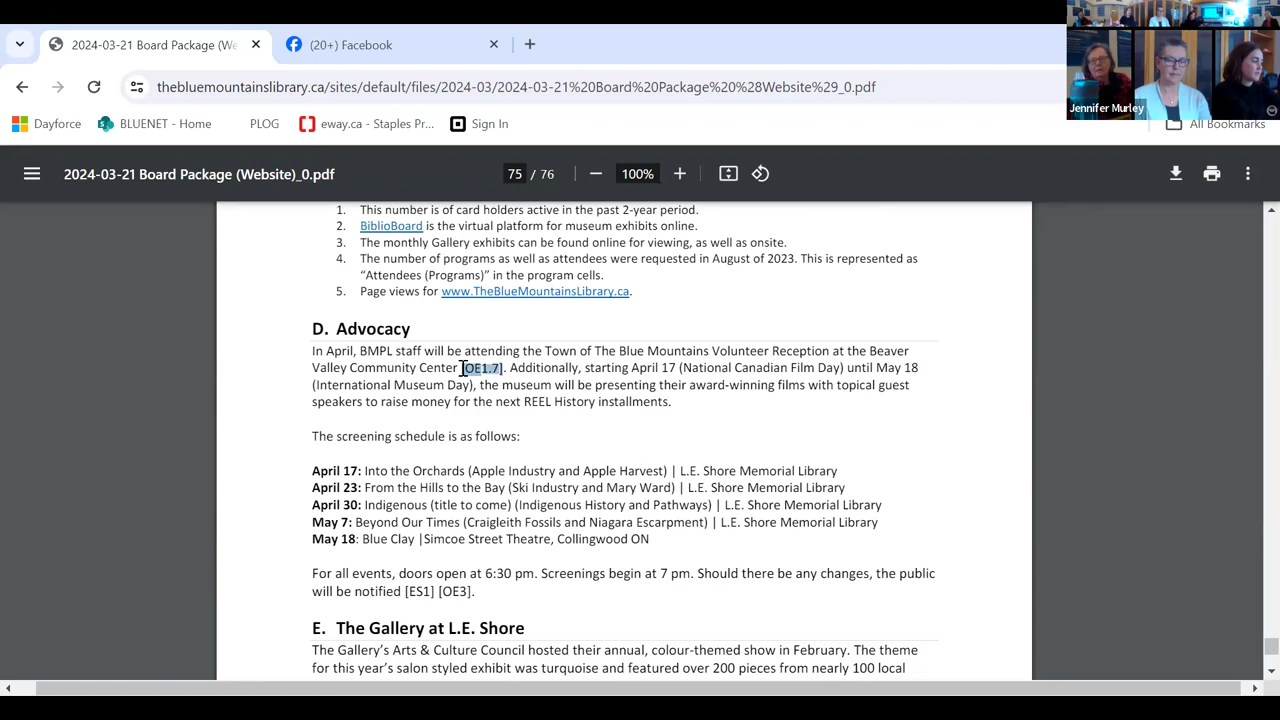 2024-03-21 Board Package (We
(20+) Facebook
thebluemountainslibrary.ca/sites/default/files/2024-03/2024-03-21%20Board%20Package%20%28Website%29_0.pdf
Jennifer Murley
Dayforce
BLUENET - Home
PLOG
eway.ca - Staples Pr...
Sign In
All Bookmarks
2024-03-21 Board Package (Website)_0.pdf
75 / 76
100%
1. This number is of card holders active in the past 2-year period.
2. BiblioBoard is the virtual platform for museum exhibits online.
3. The monthly Gallery exhibits can be found online for viewing, as well as onsite.
4. The number of programs as well as attendees were requested in August of 2023. This is represented as
"Attendees (Programs)" in the program cells.
5. Page views for www.TheBlueMountainsLibrary.ca.
D. Advocacy
In April, BMPL staff will be attending the Town of The Blue Mountains Volunteer Reception at the Beaver
Valley Community Center [OE1.7]. Additionally, starting April 17 (National Canadian Film Day) until May 18
(International Museum Day), the museum will be presenting their award-winning films with topical guest
speakers to raise money for the next REEL History installments.
The screening schedule is as follows:
April 17: Into the Orchards (Apple Industry and Apple Harvest) | L.E. Shore Memorial Library
April 23: From the Hills to the Bay (Ski Industry and Mary Ward) | L.E. Shore Memorial Library
April 30: Indigenous (title to come) (Indigenous History and Pathways) | L.E. Shore Memorial Library
May 7: Beyond Our Times (Craigleith Fossils and Niagara Escarpment) | L.E. Shore Memorial Library
May 18: Blue Clay |Simcoe Street Theatre, Collingwood ON
For all events, doors open at 6:30 pm. Screenings begin at 7 pm. Should there be any changes, the public
will be notified [ES1] [OE3].
E. The Gallery at L.E. Shore
The Gallery's Arts & Culture Council hosted their annual, colour-themed show in February. The theme
for this year's salon styled exhibit was turquoise and featured over 200 pieces from nearly 100 local